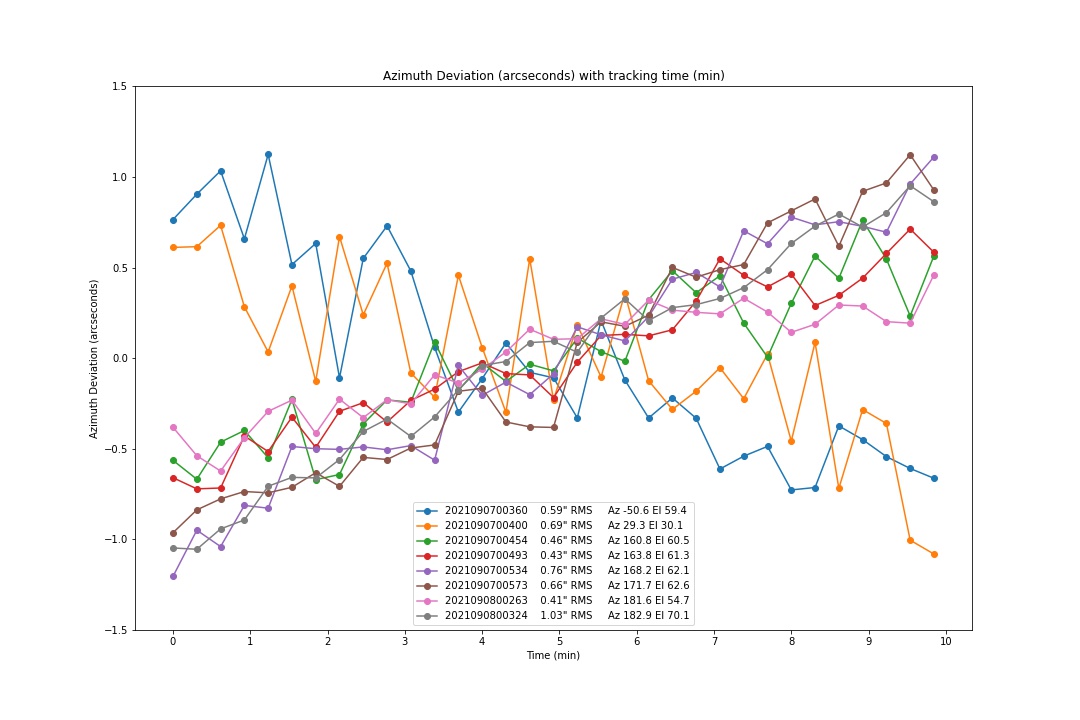 Azimuth Deviation (arcseconds) with tracking time (min)
1.5
1.0
0.5
0.0
−0.5
−1.0
−1.5
Azimuth Deviation (arcseconds)
2021090700360 0.59" RMS Az -50.6 El 59.4
2021090700400 0.69" RMS Az 29.3 El 30.1
2021090700454 0.46" RMS Az 160.8 El 60.5
2021090700493 0.43" RMS Az 163.8 El 61.3
2021090700534 0.76" RMS Az 168.2 El 62.1
2021090700573 0.66" RMS Az 171.7 El 62.6
2021090800263 0.41" RMS Az 181.6 El 54.7
2021090800324 1.03" RMS Az 182.9 El 70.1
0 1 2 3 4 5 6 7 8 9 10
Time (min)